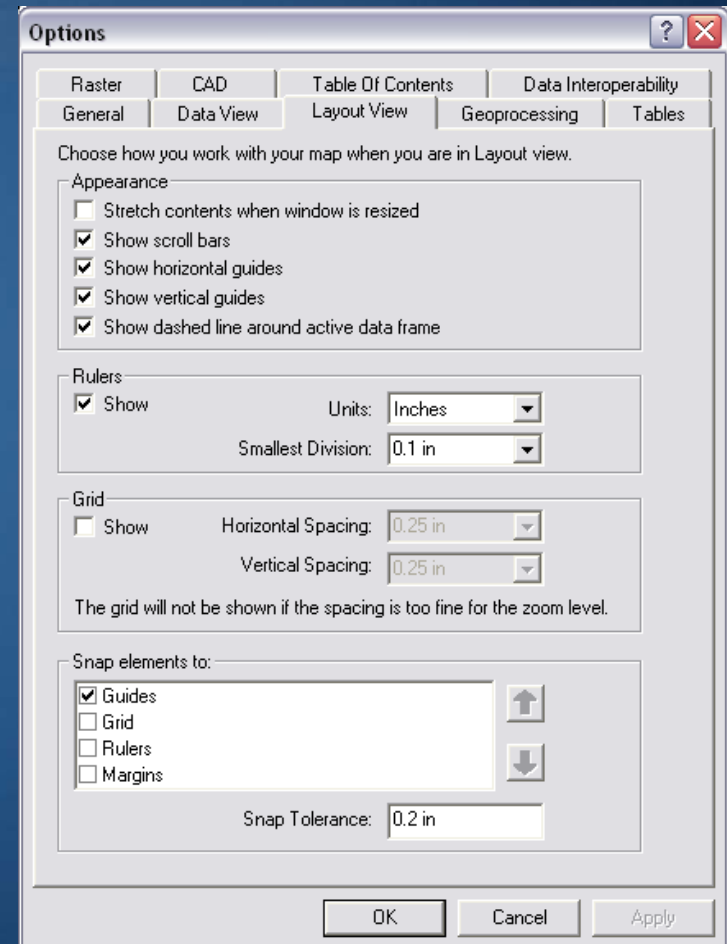 Options
Raster CAD Table Of Contents Data Interoperability
General Data View Layout View Geoprocessing Tables
Choose how you work with your map when you are in Layout view.
Appearance
Stretch contents when window is resized
Show scroll bars
Show horizontal guides
Show vertical guides
Show dashed line around active data frame
Rulers
Show Units: Inches
Smallest Division: 0.1 in
Grid
Show Horizontal Spacing: 0.25 in
Vertical Spacing: 0.25 in
The grid will not be shown if the spacing is too fine for the zoom level.
Snap elements to:
Guides
Grid
Rulers
Margins
Snap Tolerance: 0.2 in
OK Cancel Apply